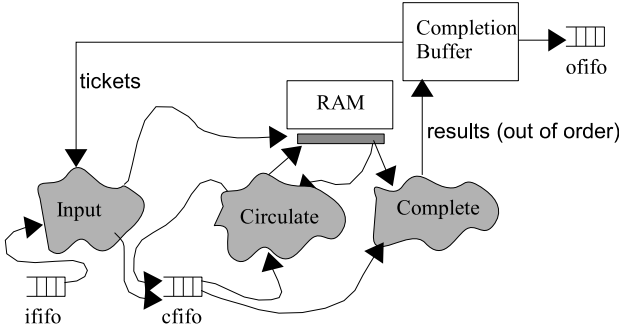 Completion
Buffer
ofifo
tickets
RAM
results (out of order)
Input
Circulate
Complete
ififo
cfifo